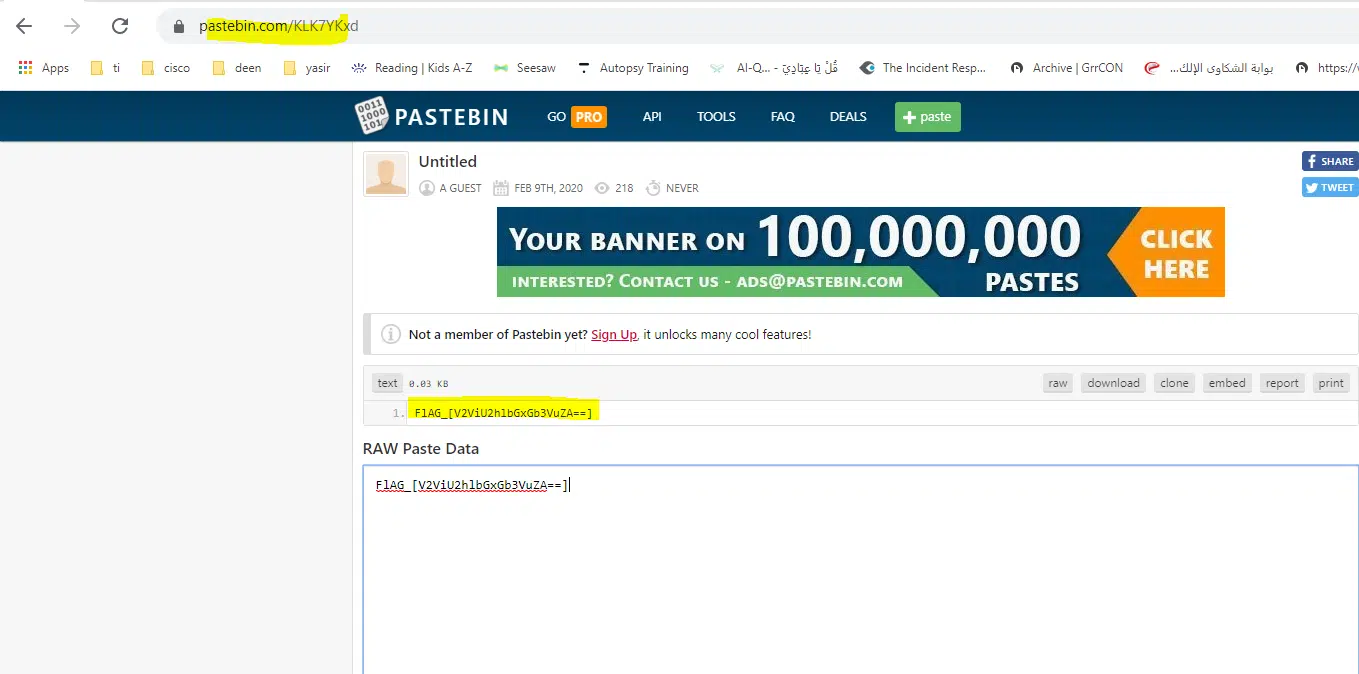 pastebin.com/KLK7YKxd
Apps ti cisco deen yasir Reading | Kids A-Z Seesaw Autopsy Training Al-Q... - قُلْ يَا عِبَادِيَ The Incident Resp... Archive | GrrCON بوابة الشكاوى الإلك... https://
0011 1000 101 PASTEBIN GO PRO API TOOLS FAQ DEALS + paste
Untitled
SHARE
A GUEST FEB 9TH, 2020 218 NEVER
TWEET
YOUR BANNER ON 100,000,000 CLICK HERE
INTERESTED? CONTACT US - ADS@PASTEBIN.COM PASTES
Not a member of Pastebin yet? Sign Up, it unlocks many cool features!
text 0.03 KB raw download clone embed report print
1. FlAG_[V2ViU2hlbGxGb3VuZA==]
RAW Paste Data
FlAG_[V2ViU2hlbGxGb3VuZA==]